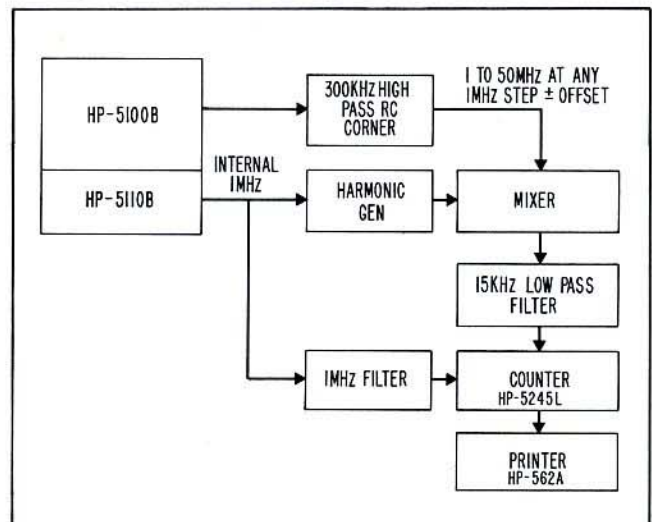 HP-5100B
HP-5110B
300KHZ HIGH
PASS RC
CORNER
1 TO 50MHz AT ANY
1MHz STEP ± OFFSET
INTERNAL
1MHz
HARMONIC
GEN
MIXER
15KHz LOW PASS
FILTER
1MHz FILTER
COUNTER
HP-5245L
PRINTER
HP-562A